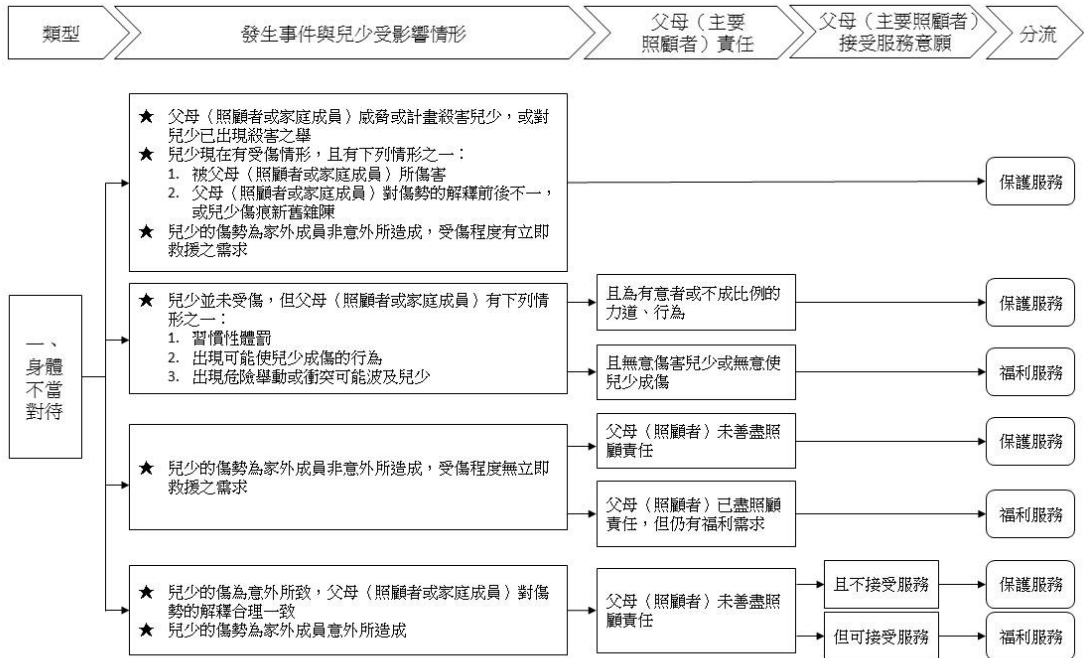 類型
發生事件與兒少受影響情形
父母（主要
照顧者）責任
父母（主要照顧者）
接受服務意願
分流
一、
身體
不當
對待
★ 父母（照顧者或家庭成員）威脅或計畫殺害兒少，或對
兒少已出現殺害之舉
★ 兒少現在有受傷情形，且有下列情形之一：
1. 被父母（照顧者或家庭成員）所傷害
2. 父母（照顧者或家庭成員）對傷勢的解釋前後不一，
或兒少傷痕新舊雜陳
★ 兒少的傷勢為家外成員非意外所造成，受傷程度有立即
救援之需求
保護服務
★ 兒少並未受傷，但父母（照顧者或家庭成員）有下列情
形之一：
1. 習慣性體罰
2. 出現可能使兒少成傷的行為
3. 出現危險舉動或衝突可能波及兒少
且為有意者或不成比例的
力道、行為
保護服務
且無意傷害兒少或無意使
兒少成傷
福利服務
★ 兒少的傷勢為家外成員非意外所造成，受傷程度無立即
救援之需求
父母（照顧者）未善盡照
顧責任
保護服務
父母（照顧者）已盡照顧
責任，但仍有福利需求
福利服務
★ 兒少的傷為意外所致，父母（照顧者或家庭成員）對傷
勢的解釋合理一致
★ 兒少的傷勢為家外成員意外所造成
父母（照顧者）未善盡照
顧責任
且不接受服務
保護服務
但可接受服務
福利服務